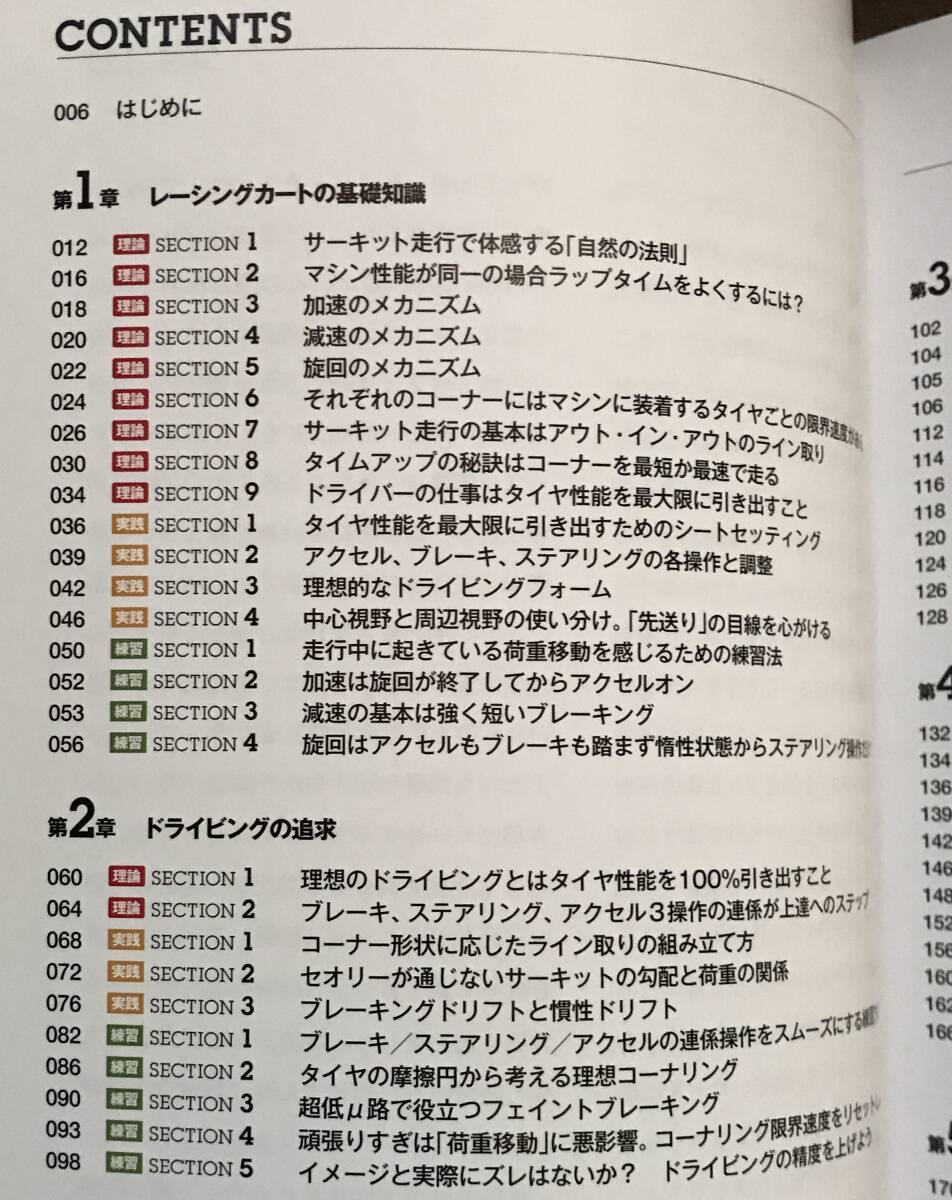 CONTENTS
006 はじめに
第1章 レーシングカートの基礎知識
012 理論 SECTION 1 サーキット走行で体感する「自然の法則」
016 理論 SECTION 2 マシン性能が同一の場合ラップタイムをよくするには？
018 理論 SECTION 3 加速のメカニズム
020 理論 SECTION 4 減速のメカニズム
022 理論 SECTION 5 旋回のメカニズム
024 理論 SECTION 6 それぞれのコーナーにはマシンに装着するタイヤごとの限界速度が
026 理論 SECTION 7 サーキット走行の基本はアウト・イン・アウトのライン取り
030 理論 SECTION 8 タイムアップの秘訣はコーナーを最短か最速で走る
034 理論 SECTION 9 ドライバーの仕事はタイヤ性能を最大限に引き出すこと
036 実践 SECTION 1 タイヤ性能を最大限に引き出すためのシートセッティング
039 実践 SECTION 2 アクセル、ブレーキ、ステアリングの各操作と調整
042 実践 SECTION 3 理想的なドライビングフォーム
046 実践 SECTION 4 中心視野と周辺視野の使い分け。「先送り」の目線を心がける
050 練習 SECTION 1 走行中に起きている荷重移動を感じるための練習法
052 練習 SECTION 2 加速は旋回が終了してからアクセルオン
053 練習 SECTION 3 減速の基本は強く短いブレーキング
056 練習 SECTION 4 旋回はアクセルもブレーキも踏まず惰性状態からステアリング操作
第2章 ドライビングの追求
060 理論 SECTION 1 理想のドライビングとはタイヤ性能を100%引き出すこと
064 理論 SECTION 2 ブレーキ、ステアリング、アクセル3操作の連係が上達へのステップ
068 実践 SECTION 1 コーナー形状に応じたライン取りの組み立て方
072 実践 SECTION 2 セオリーが通じないサーキットの勾配と荷重の関係
076 実践 SECTION 3 ブレーキングドリフトと慣性ドリフト
082 練習 SECTION 1 ブレーキ／ステアリング／アクセルの連係操作をスムーズにする
086 練習 SECTION 2 タイヤの摩擦円から考える理想コーナリング
090 練習 SECTION 3 超低μ路で役立つフェイントブレーキング
093 練習 SECTION 4 頑張りすぎは「荷重移動」に悪影響。コーナリング限界速度をリセット
098 練習 SECTION 5 イメージと実際にズレはないか？ ドライビングの精度を上げよう
第3
102
104
105
106
112
114
116
118
120
124
126
128
第4
132
134
136
139
142
146
148
152
156
160
162
166
第